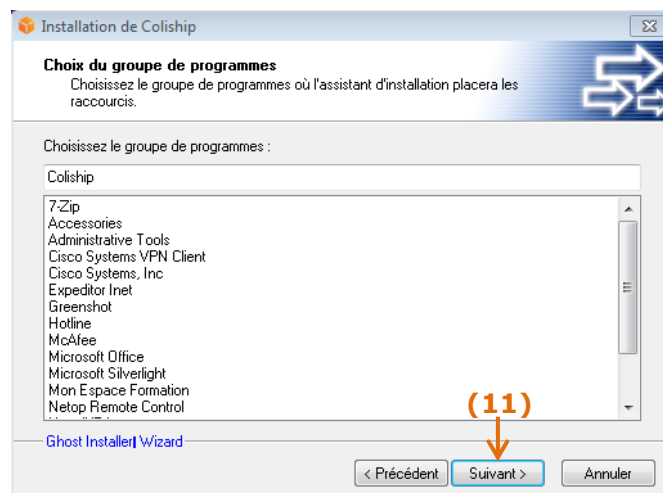 Installation de Coliship
Choix du groupe de programmes
Choisissez le groupe de programmes où l'assistant d'installation placera les
raccourcis.
Coisissez le groupe de programmes :
Coliship
7-Zip
Accessories
Administrative Tools
Cisco Systems VPN Client
Cisco Systems, Inc
Expeditor Inet
Greenshot
Hotline
McAfee
Microsoft Office
Microsoft Silverlight
Mon Espace Formation
Netop Remote Control
(11)
Ghost Installer Wizard
< Précédent
Suivant >
Annuler